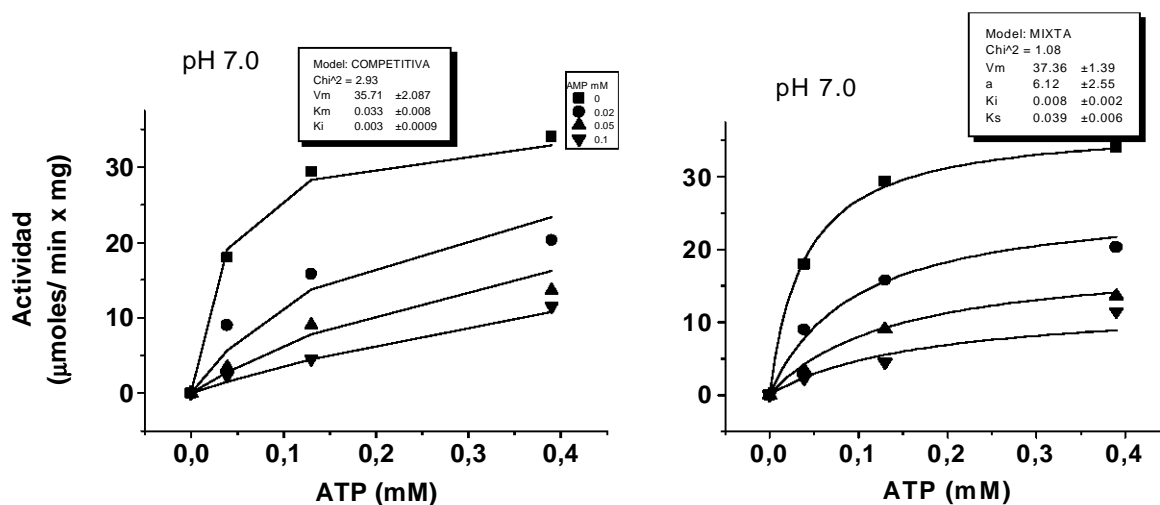 pH 7.0
Model: COMPETITIVA
Chi^2 = 2.93
Vm 35.71 ±2.087
Km 0.033 ±0.008
Ki 0.003 ±0.0009
AMP mM
0
0.02
0.05
0.1
30
20
10
0
0,0 0,1 0,2 0,3 0,4
ATP (mM)
Actividad
(µmoles/ min x mg)
pH 7.0
Model: MIXTA
Chi^2 = 1.08
Vm 37.36 ±1.39
a 6.12 ±2.55
Ki 0.008 ±0.002
Ks 0.039 ±0.006
30
20
10
0
0,0 0,1 0,2 0,3 0,4
ATP (mM)